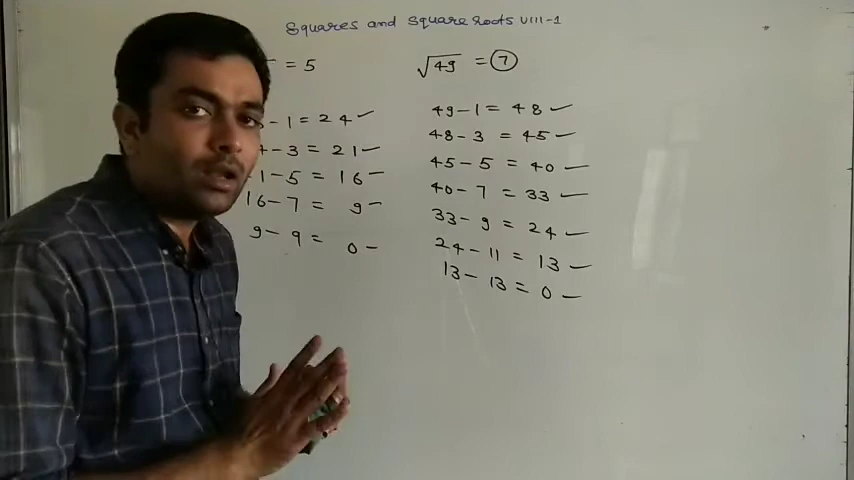 Squares and Square roots VIII-1
= 5
- 1 = 24
- 3 = 21
1 - 5 = 16
16 - 7 = 9
9 - 9 = 0
√49 = 7
49 - 1 = 48
48 - 3 = 45
45 - 5 = 40
40 - 7 = 33
33 - 9 = 24
24 - 11 = 13
13 - 13 = 0